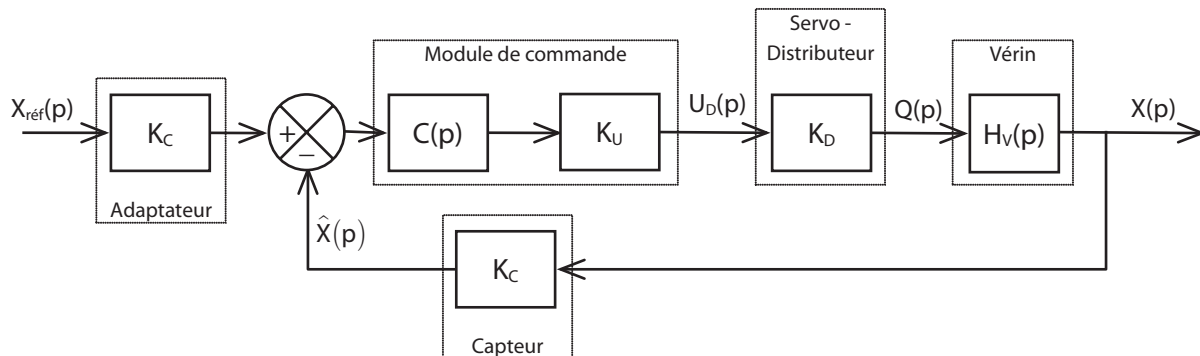 Servo -
Distributeur
Module de commande
Vérin
Xréf(p)
KC
+
−
C(p)
KU
UD(p)
KD
Q(p)
HV(p)
X(p)
Adaptateur
X̂(p)
KC
Capteur